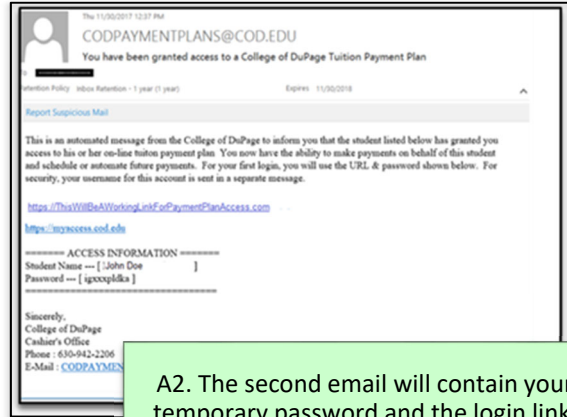 Thu 11/30/2017 12:37 PM
CODPAYMENTPLANS@COD.EDU
You have been granted access to a College of DuPage Tuition Payment Plan
To
Retention Policy Inbox Retention - 1 year (1 year) Expires 11/30/2018
Report Suspicious Mail
This is an automated message from the College of DuPage to inform you that the student listed below has granted you
access to his or her on-line tuiton payment plan You now have the ability to make payments on behalf of this student
and schedule or automate future payments. For your first login, you will use the URL & password shown below. For
security, your username for this account is sent in a separate message.
https://ThisWillBeAWorkingLinkForPaymentPlanAccess.com
https://myaccess.cod.edu
======= ACCESS INFORMATION =======
Student Name --- [ John Doe ]
Password --- [ igxxxpldka ]
Sincerely,
College of DuPage
Cashier's Office
Phone : 630-942-2206
E-Mail : CODPAYMEN
A2. The second email will contain your
temporary password and the login link